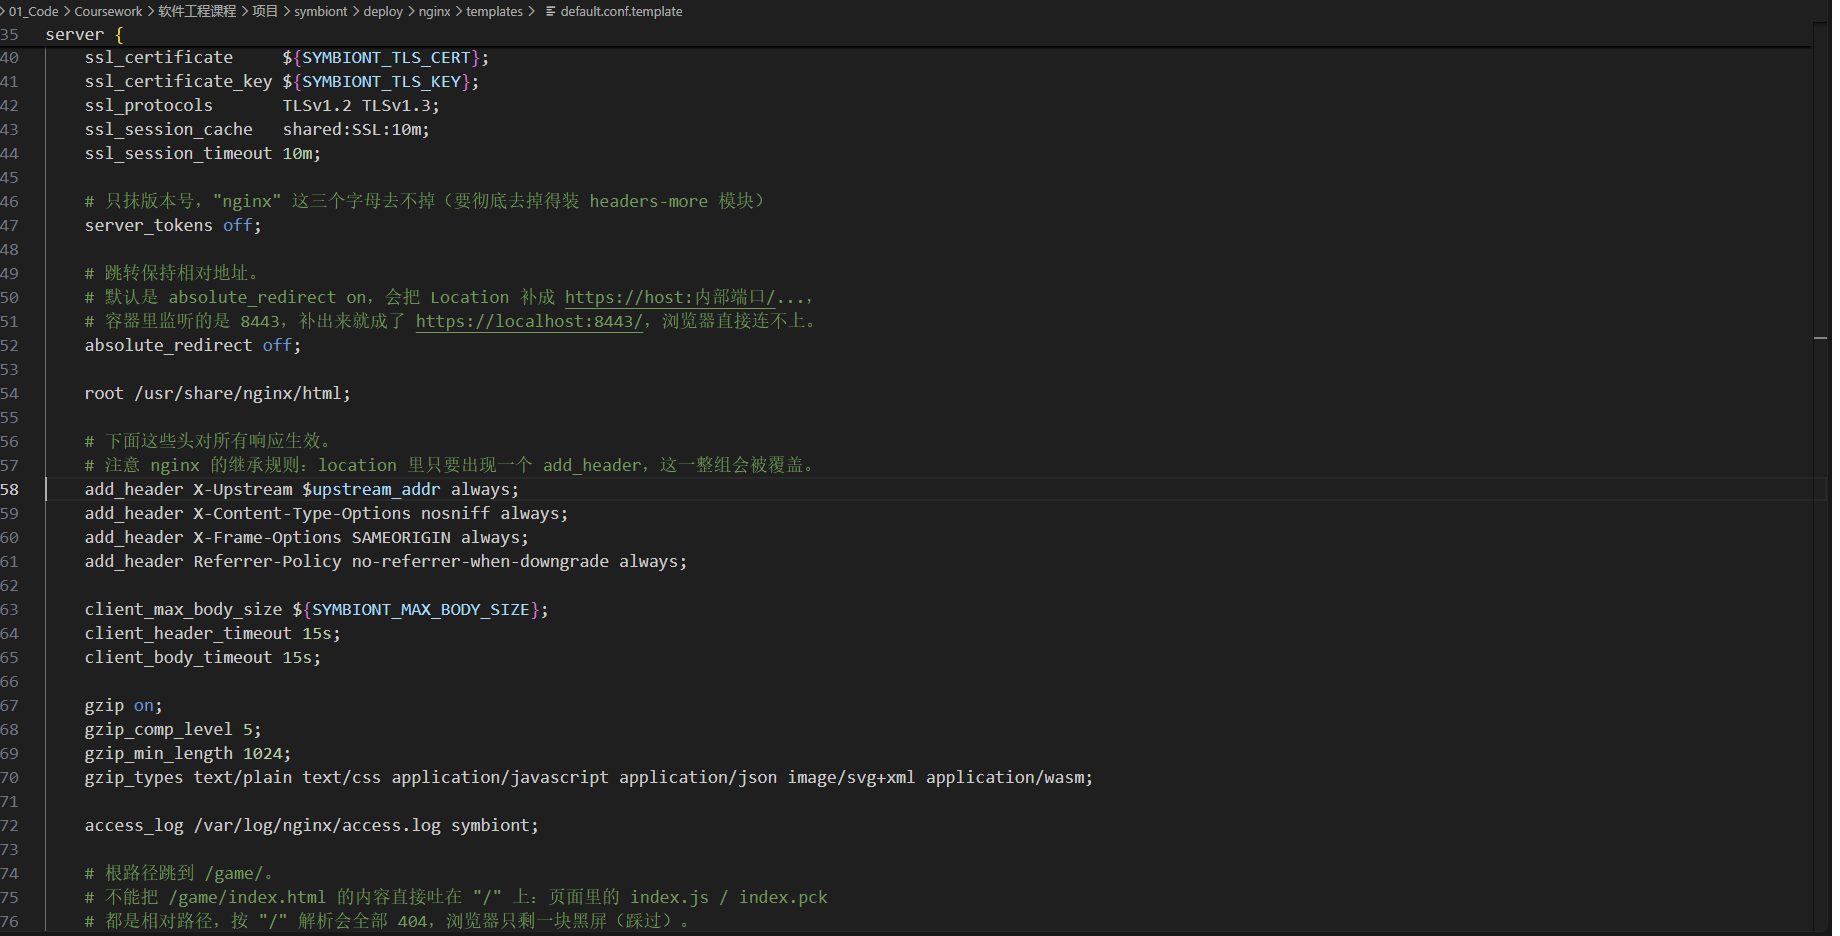 01_Code > Coursework > 软件工程课程 > 项目 > symbiont > deploy > nginx > templates > default.conf.template
35 server {
40 ssl_certificate ${SYMBIONT_TLS_CERT};
41 ssl_certificate_key ${SYMBIONT_TLS_KEY};
42 ssl_protocols TLSv1.2 TLSv1.3;
43 ssl_session_cache shared:SSL:10m;
44 ssl_session_timeout 10m;
45
46 # 只抹版本号，"nginx" 这三个字母去不掉（要彻底去掉得装 headers-more 模块）
47 server_tokens off;
48
49 # 跳转保持相对地址。
50 # 默认是 absolute_redirect on，会把 Location 补成 https://host:内部端口/...，
51 # 容器里监听的是 8443，补出来就成了 https://localhost:8443/，浏览器直接连不上。
52 absolute_redirect off;
53
54 root /usr/share/nginx/html;
55
56 # 下面这些头对所有响应生效。
57 # 注意 nginx 的继承规则：location 里只要出现一个 add_header，这一整组会被覆盖。
58 add_header X-Upstream $upstream_addr always;
59 add_header X-Content-Type-Options nosniff always;
60 add_header X-Frame-Options SAMEORIGIN always;
61 add_header Referrer-Policy no-referrer-when-downgrade always;
62
63 client_max_body_size ${SYMBIONT_MAX_BODY_SIZE};
64 client_header_timeout 15s;
65 client_body_timeout 15s;
66
67 gzip on;
68 gzip_comp_level 5;
69 gzip_min_length 1024;
70 gzip_types text/plain text/css application/javascript application/json image/svg+xml application/wasm;
71
72 access_log /var/log/nginx/access.log symbiont;
73
74 # 根路径跳到 /game/。
75 # 不能把 /game/index.html 的内容直接吐在 "/" 上：页面里的 index.js / index.pck
76 # 都是相对路径，按 "/" 解析会全部 404，浏览器只剩一块黑屏（踩过）。